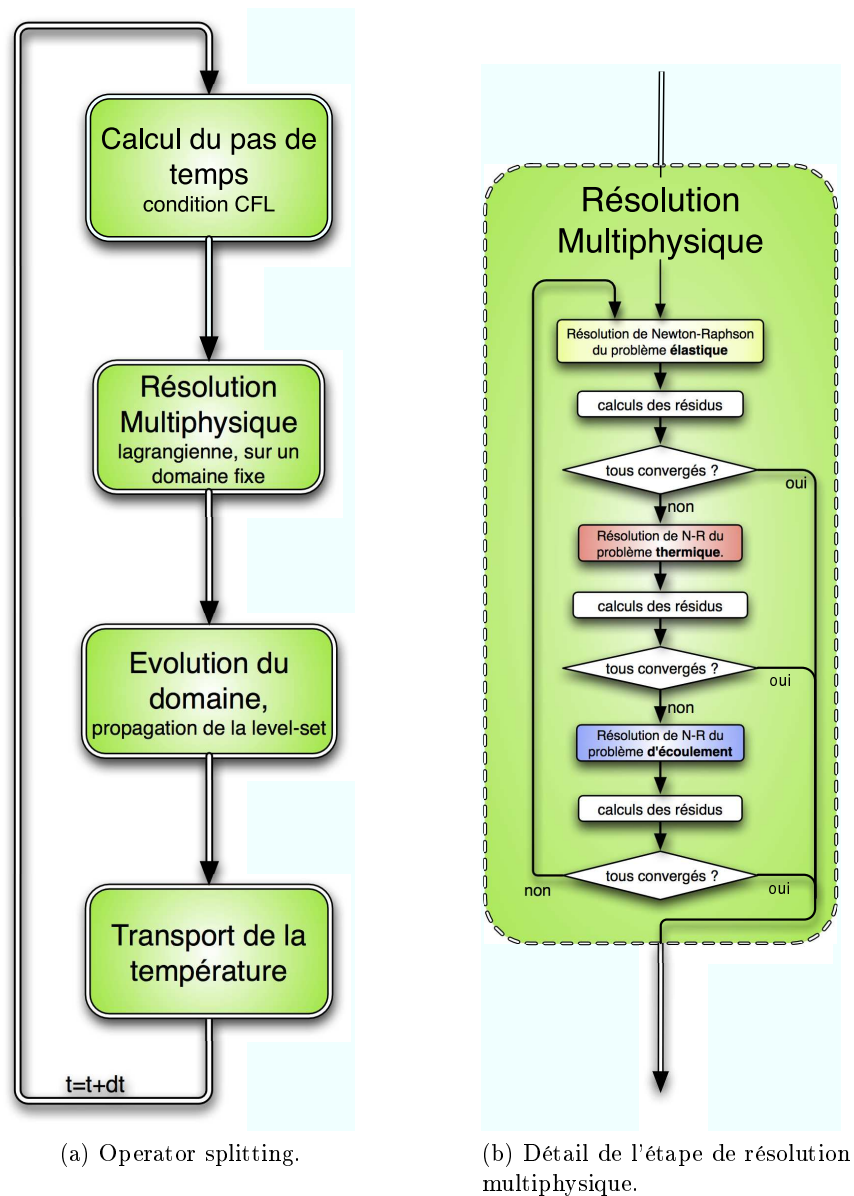 Calcul du pas de
temps
condition CFL
Résolution
Multiphysique
lagrangienne, sur un
domaine fixe
Evolution du
domaine,
propagation de la level-set
Transport de la
température
t=t+dt
(a) Operator splitting.
Résolution
Multiphysique
Résolution de Newton-Raphson
du problème élastique
calculs des résidus
tous convergés ?
oui
non
Résolution de N-R du
problème thermique.
calculs des résidus
tous convergés ?
oui
non
Résolution de N-R du
problème d'écoulement
calculs des résidus
tous convergés ?
non
oui
(b) Détail de l'étape de résolution
multiphysique.